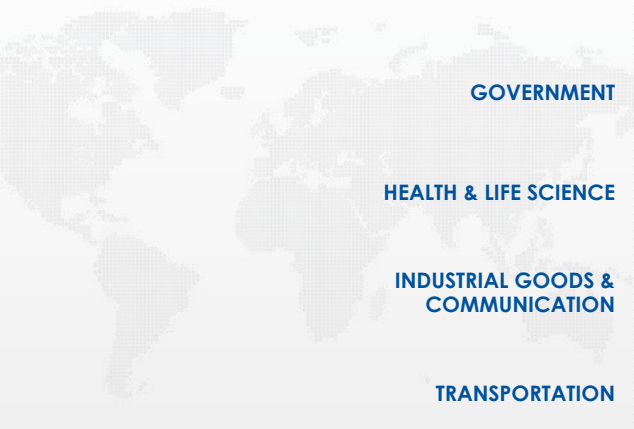 GOVERNMENT
HEALTH & LIFE SCIENCE
INDUSTRIAL GOODS &
COMMUNICATION
TRANSPORTATION